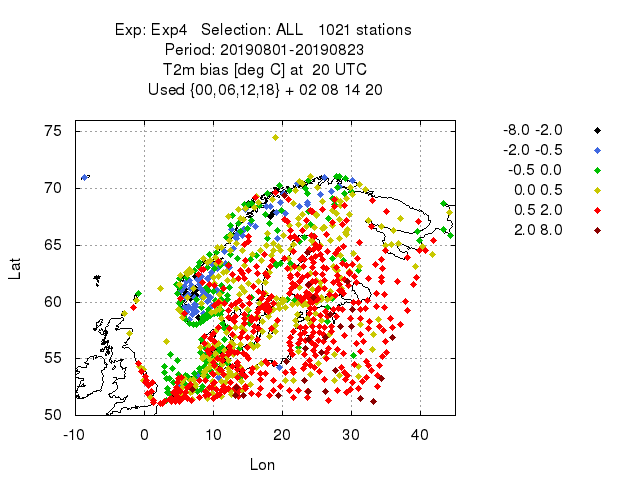 Exp: Exp4   Selection: ALL   1021 stations
Period: 20190801-20190823
T2m bias [deg C] at  20 UTC
Used {00,06,12,18} + 02 08 14 20
75
70
65
60
55
50
Lat
-10 0 10 20 30 40
Lon
-8.0 -2.0
-2.0 -0.5
-0.5 0.0
0.0 0.5
0.5 2.0
2.0 8.0